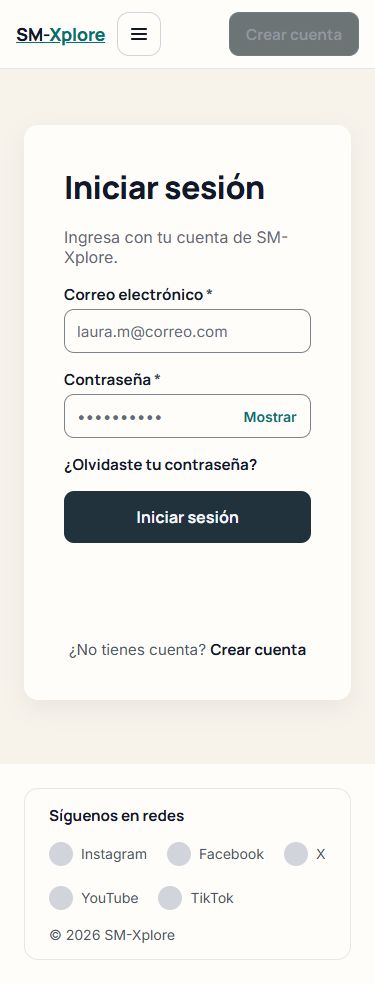 SM-Xplore
Crear cuenta
Iniciar sesión
Ingresa con tu cuenta de SM-
Xplore.
Correo electrónico *
laura.m@correo.com
Contraseña *
•••••••••• Mostrar
¿Olvidaste tu contraseña?
Iniciar sesión
¿No tienes cuenta? Crear cuenta
Síguenos en redes
Instagram Facebook X
YouTube TikTok
© 2026 SM-Xplore